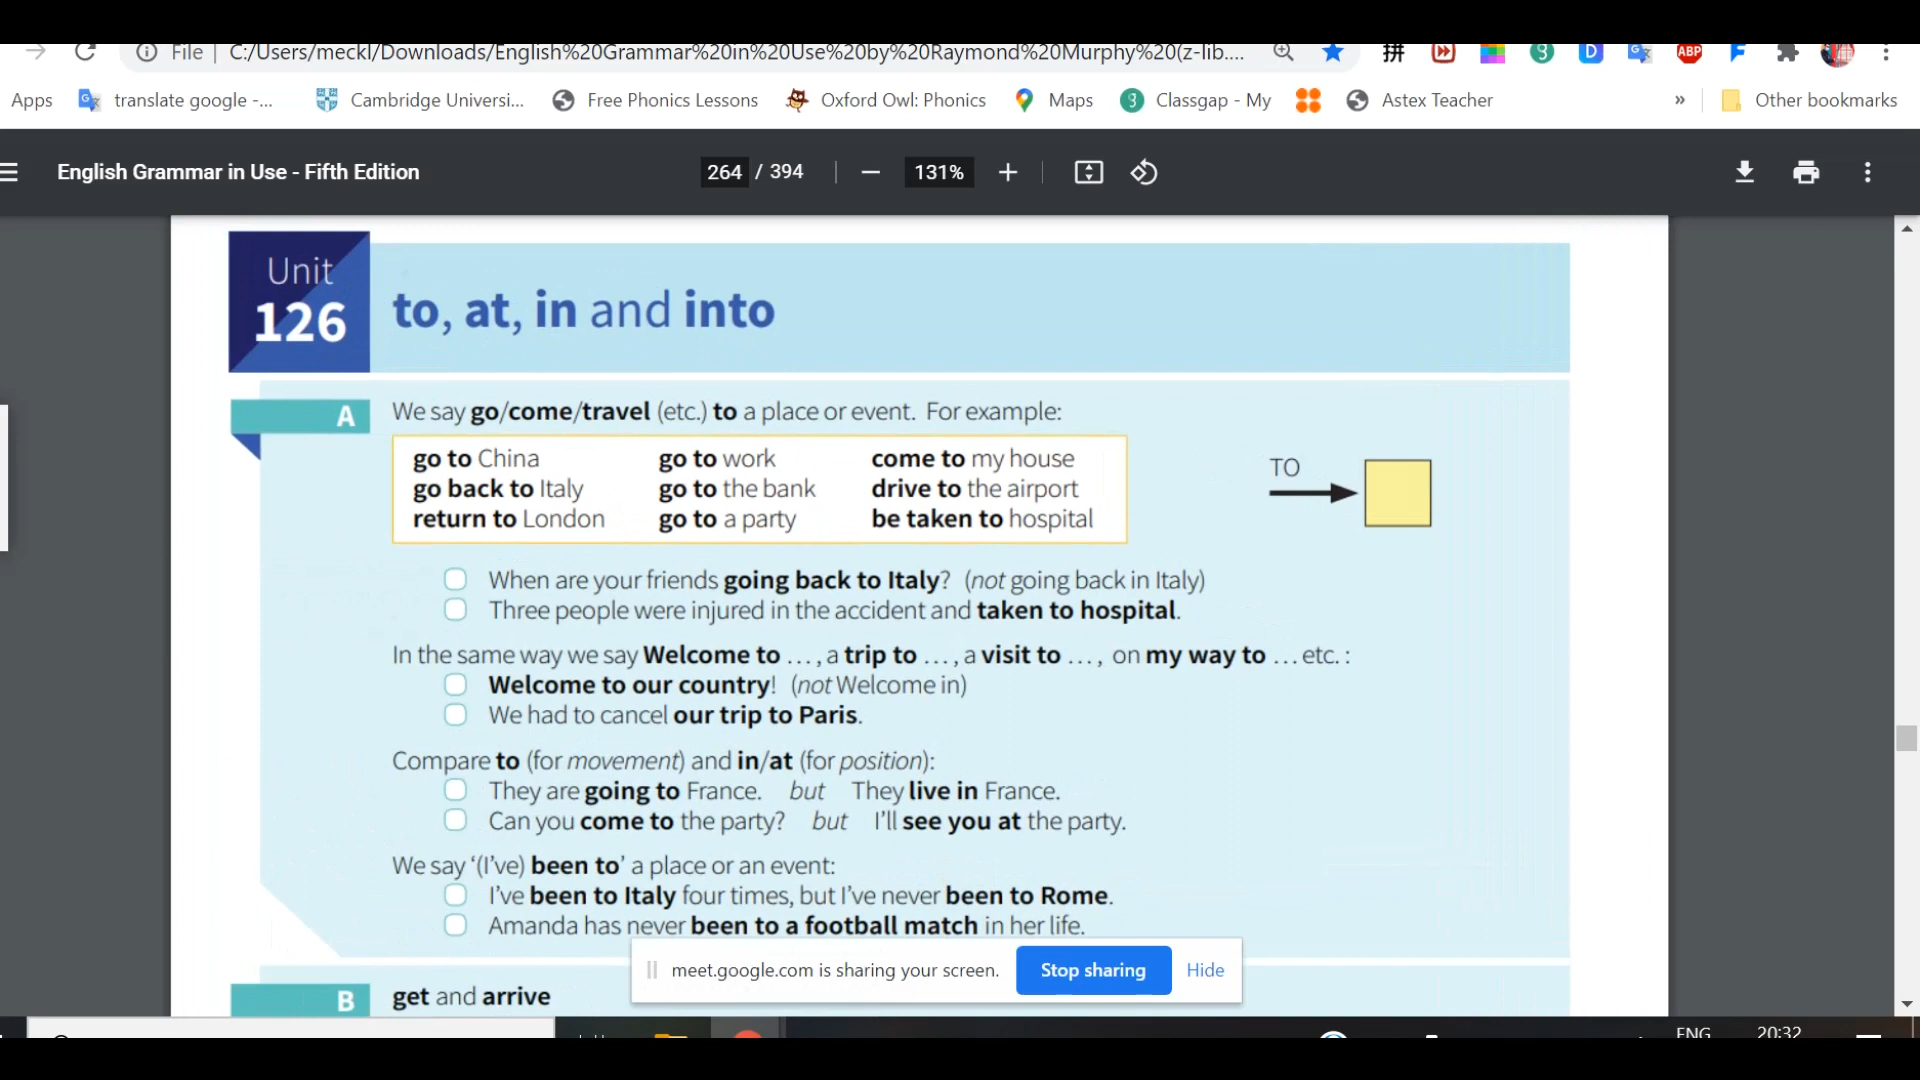 File | C:/Users/meckl/Downloads/English%20Grammar%20in%20Use%20by%20Raymond%20Murphy%20(z-lib....
Apps translate google -... Cambridge Universi... Free Phonics Lessons Oxford Owl: Phonics Maps Classgap - My Astex Teacher » Other bookmarks
English Grammar in Use - Fifth Edition 264 / 394 131%
Unit
126
to, at, in and into
A We say go/come/travel (etc.) to a place or event. For example:
go to China go to work come to my house
go back to Italy go to the bank drive to the airport
return to London go to a party be taken to hospital
TO
When are your friends going back to Italy? (not going back in Italy)
Three people were injured in the accident and taken to hospital.
In the same way we say Welcome to …, a trip to …, a visit to …, on my way to … etc. :
Welcome to our country! (not Welcome in)
We had to cancel our trip to Paris.
Compare to (for movement) and in/at (for position):
They are going to France. but They live in France.
Can you come to the party? but I'll see you at the party.
We say ‘(I've) been to’ a place or an event:
I've been to Italy four times, but I've never been to Rome.
Amanda has never been to a football match in her life.
meet.google.com is sharing your screen. Stop sharing Hide
B get and arrive
ENG 20:32